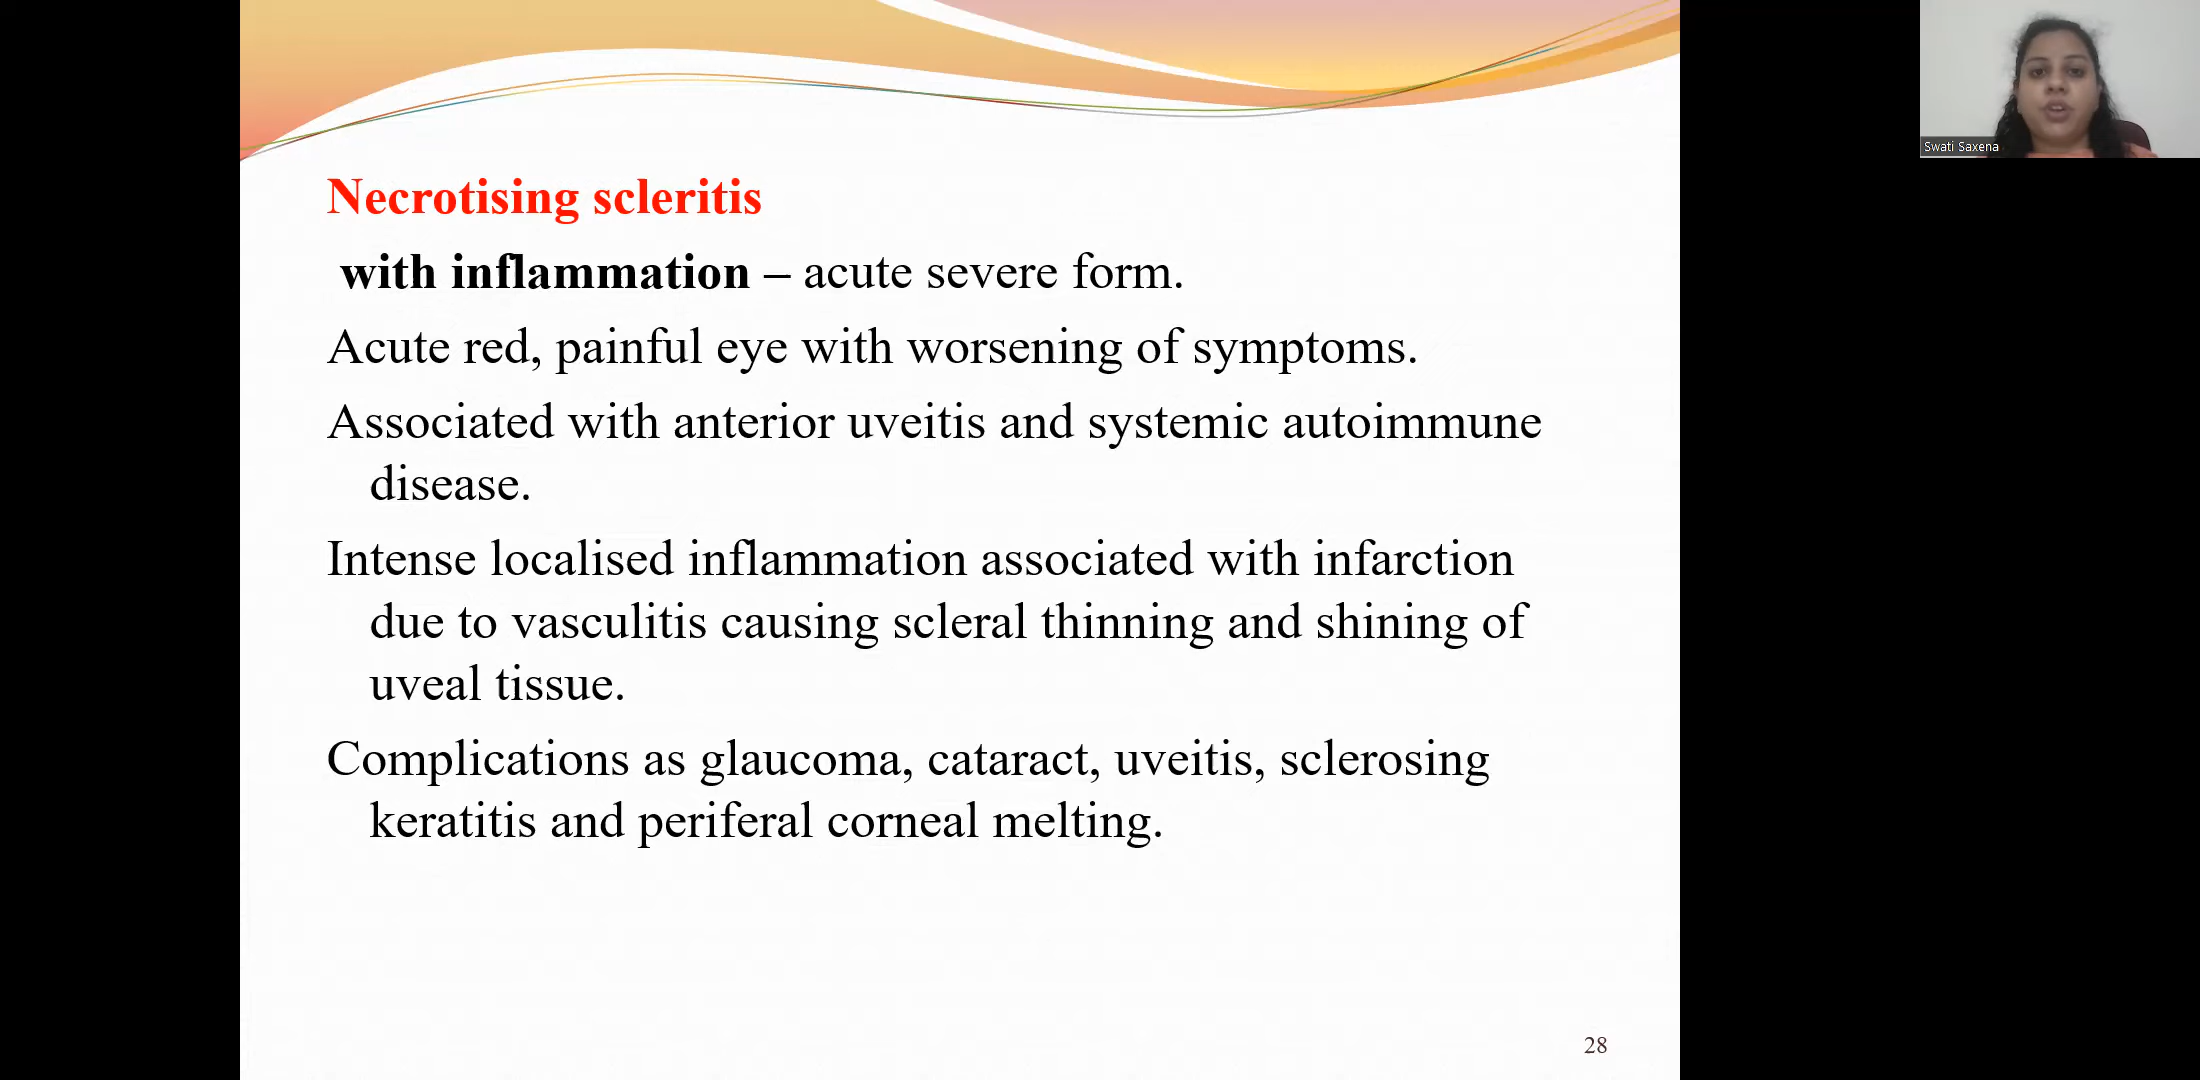 Swati Saxena
Necrotising scleritis
with inflammation – acute severe form.
Acute red, painful eye with worsening of symptoms.
Associated with anterior uveitis and systemic autoimmune
disease.
Intense localised inflammation associated with infarction
due to vasculitis causing scleral thinning and shining of
uveal tissue.
Complications as glaucoma, cataract, uveitis, sclerosing
keratitis and periferal corneal melting.
28